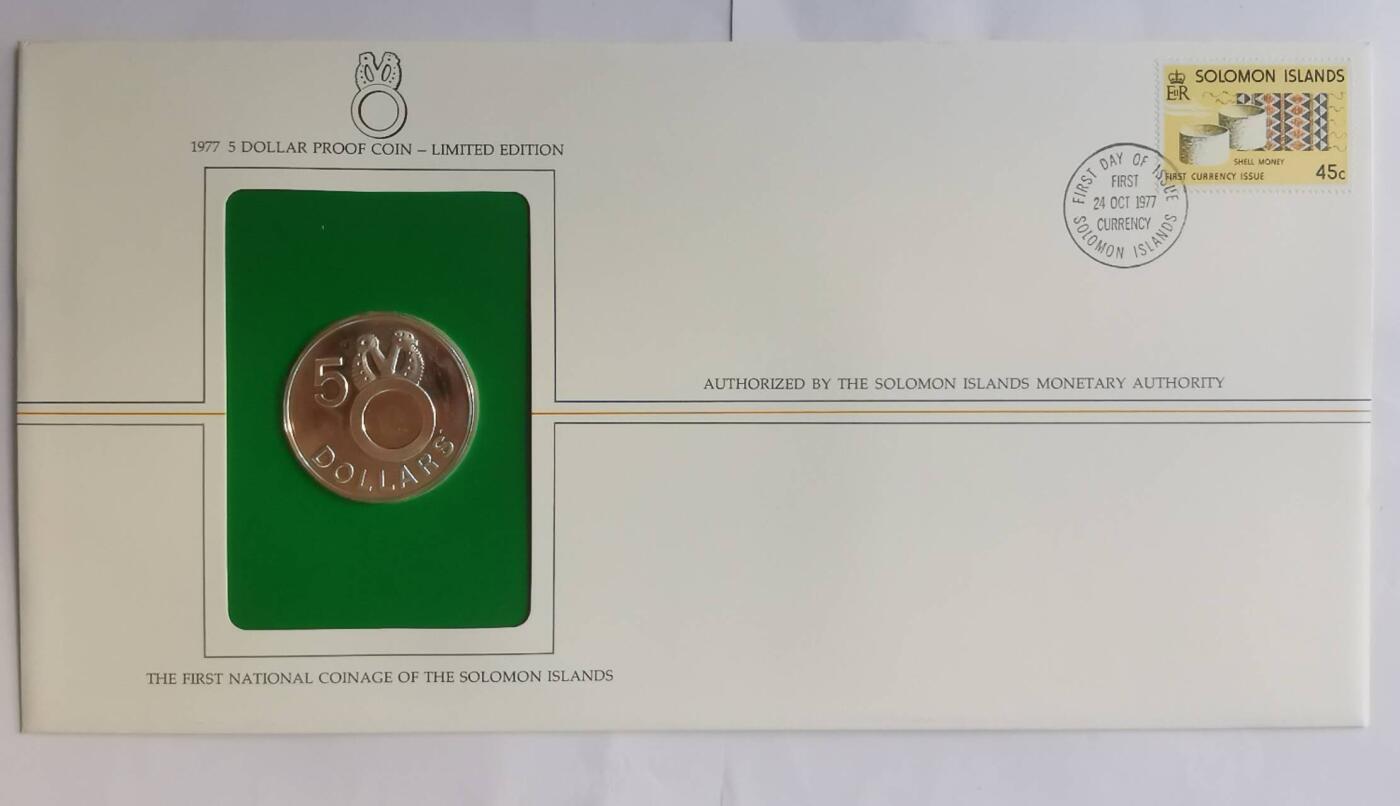 1977 5 DOLLAR PROOF COIN – LIMITED EDITION
5
DOLLARS
THE FIRST NATIONAL COINAGE OF THE SOLOMON ISLANDS
SOLOMON ISLANDS
EIIR
SHELL MONEY
FIRST CURRENCY ISSUE
45c
FIRST DAY OF ISSUE
FIRST
24 OCT 1977
CURRENCY
SOLOMON ISLANDS
AUTHORIZED BY THE SOLOMON ISLANDS MONETARY AUTHORITY